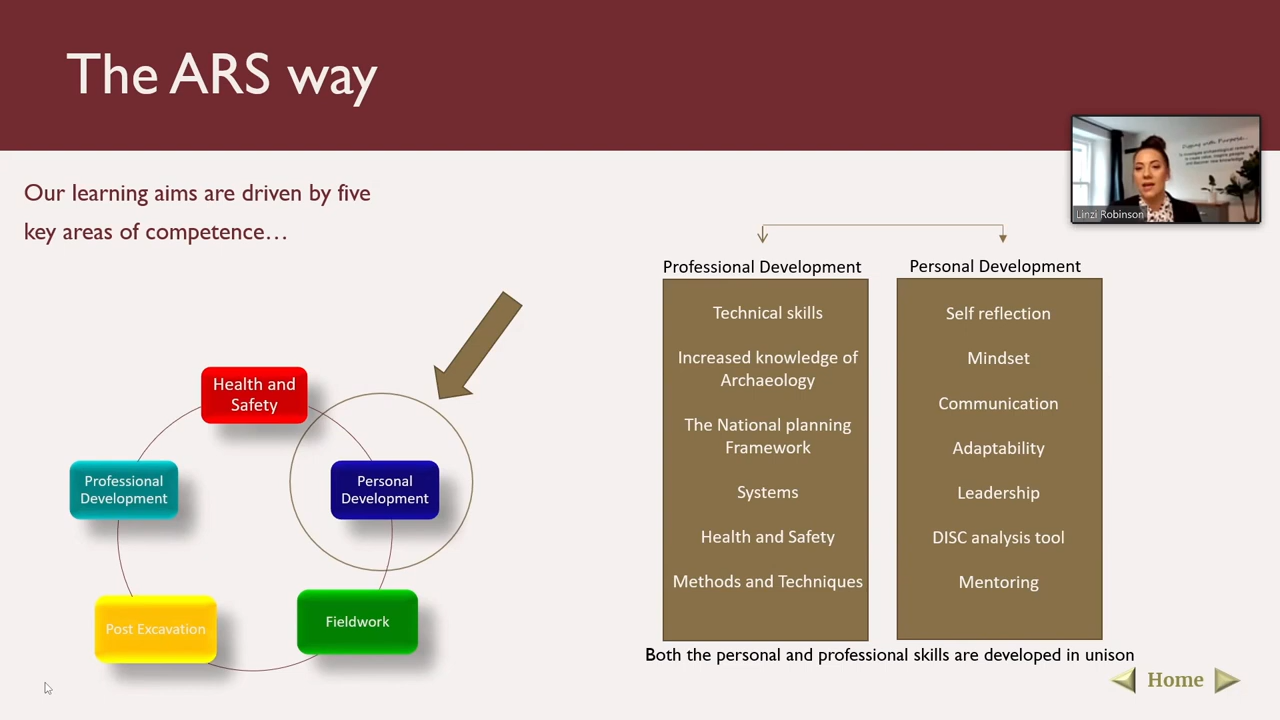 The ARS way
Our learning aims are driven by five
key areas of competence…
Health and
Safety
Professional
Development
Personal
Development
Post Excavation
Fieldwork
Professional Development
Technical skills
Increased knowledge of
Archaeology
The National planning
Framework
Systems
Health and Safety
Methods and Techniques
Personal Development
Self reflection
Mindset
Communication
Adaptability
Leadership
DISC analysis tool
Mentoring
Both the personal and professional skills are developed in unison
Home
Linzi Robinson